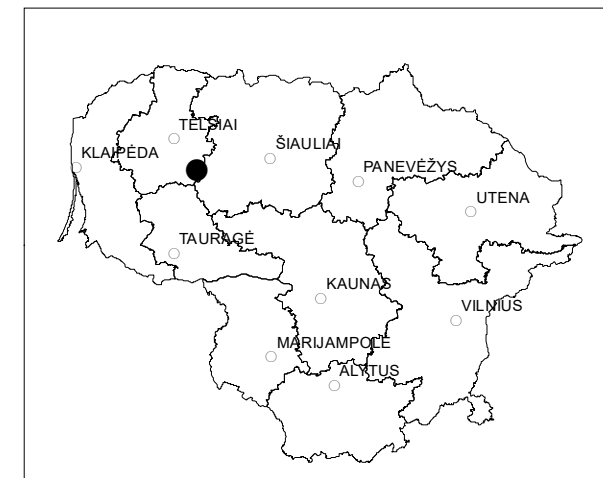 TELŠIAI
KLAIPĖDA
ŠIAULIAI
PANEVĖŽYS
UTENA
TAURAGĖ
KAUNAS
VILNIUS
MARIJAMPOLĖ
ALYTUS